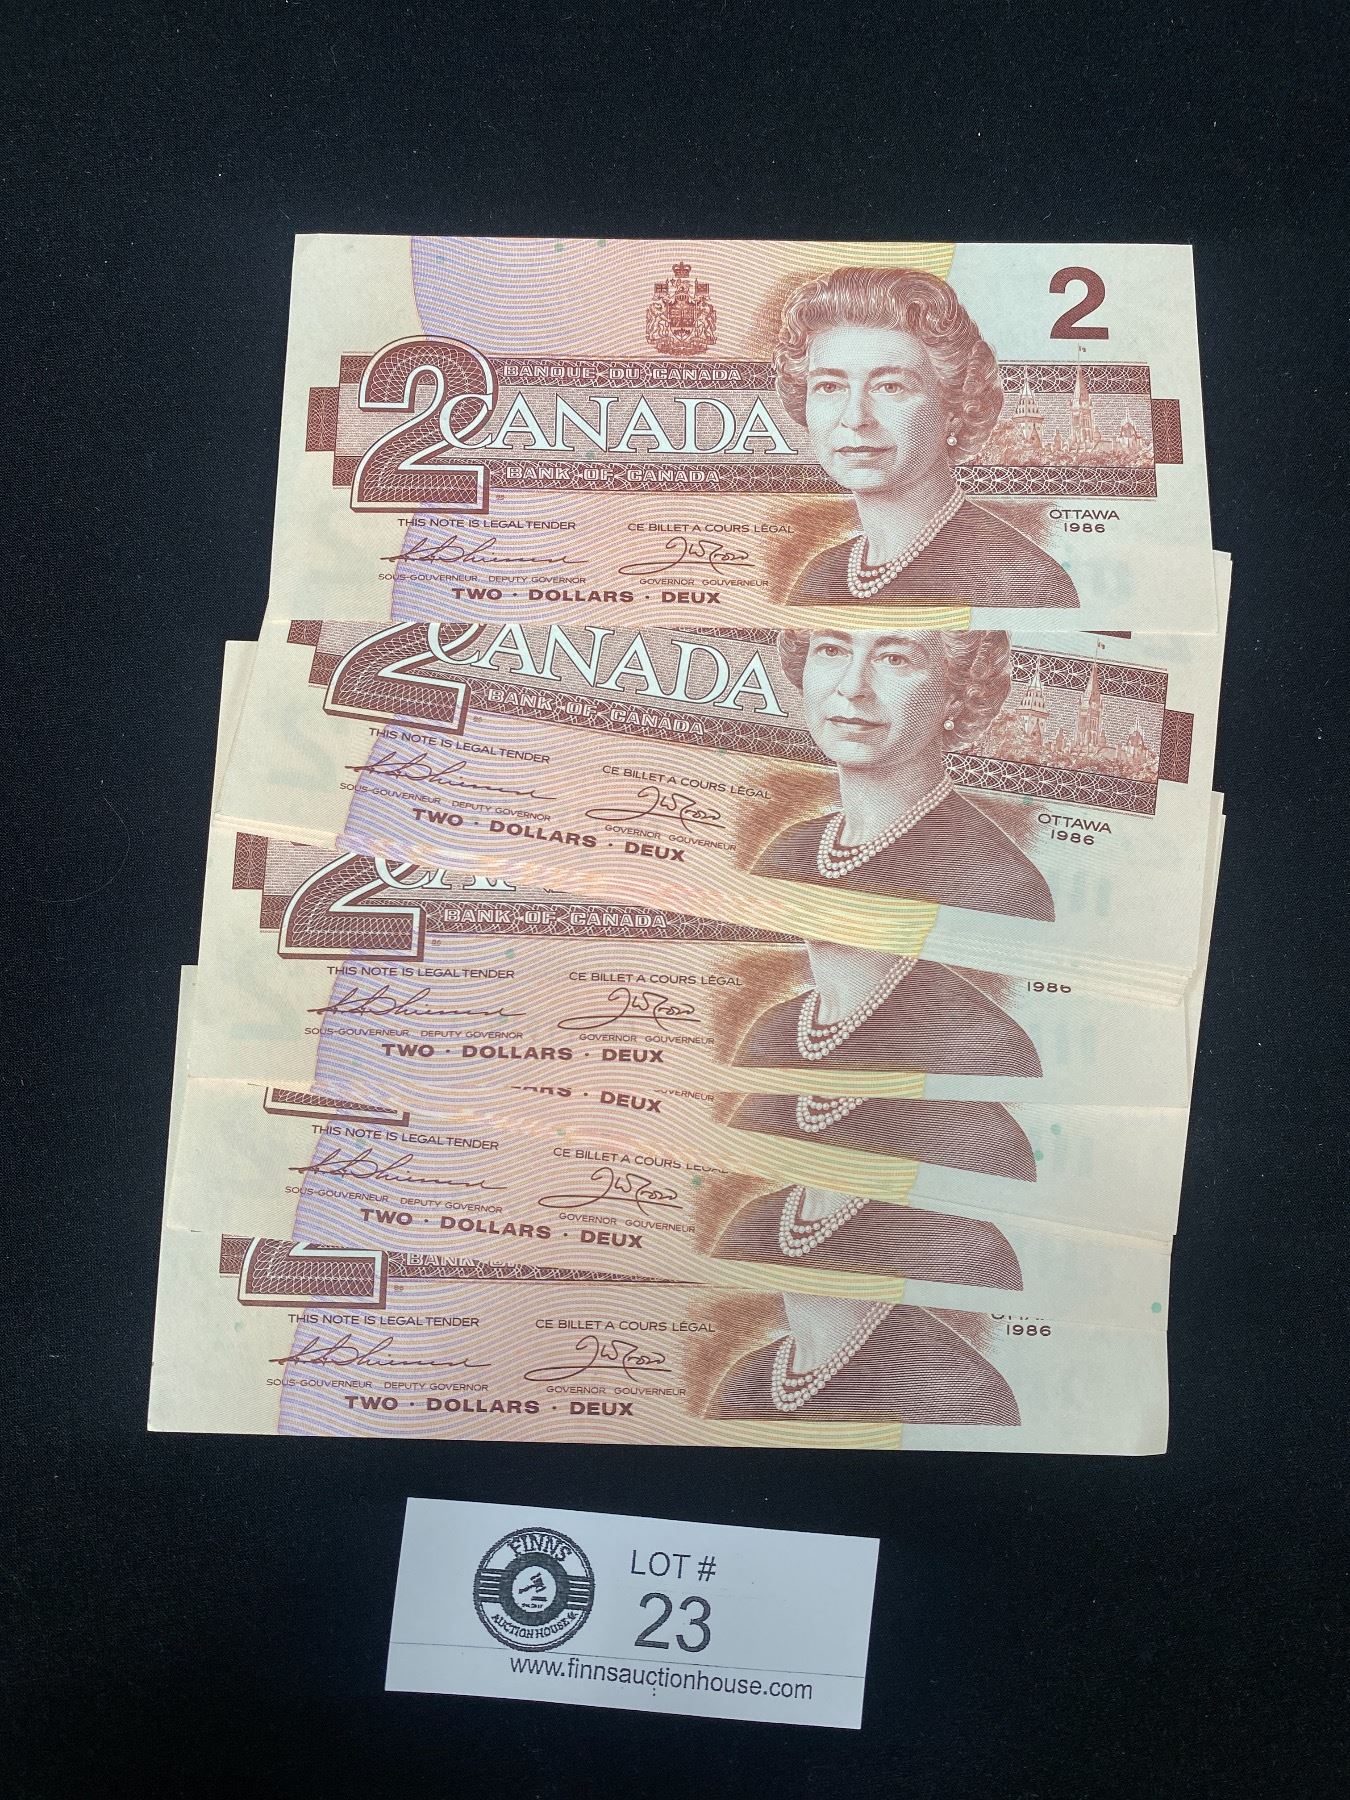 2
BANQUE DU CANADA
2 CANADA
BANK OF CANADA
OTTAWA
1986
THIS NOTE IS LEGAL TENDER CE BILLET A COURS LÉGAL
SOUS-GOUVERNEUR DEPUTY GOVERNOR GOVERNOR GOUVERNEUR
TWO · DOLLARS · DEUX
2 CANADA
BANK OF CANADA
THIS NOTE IS LEGAL TENDER CE BILLET A COURS LÉGAL
OTTAWA
1986
SOUS-GOUVERNEUR DEPUTY GOVERNOR GOVERNOR GOUVERNEUR
TWO · DOLLARS · DEUX
2
BANK OF CANADA
THIS NOTE IS LEGAL TENDER CE BILLET A COURS LÉGAL
1986
SOUS-GOUVERNEUR DEPUTY GOVERNOR GOVERNOR GOUVERNEUR
TWO · DOLLARS · DEUX
DEUX
THIS NOTE IS LEGAL TENDER CE BILLET A COURS
SOUS-GOUVERNEUR DEPUTY GOVERNOR GOVERNOR GOUVERNEUR
TWO · DOLLARS · DEUX
2
BANK OF
THIS NOTE IS LEGAL TENDER CE BILLET A COURS LÉGAL
1986
SOUS-GOUVERNEUR DEPUTY GOVERNOR GOVERNOR GOUVERNEUR
TWO · DOLLARS · DEUX
FINNS
AUCTION HOUSE
LOT #
23
www.finnsauctionhouse.com